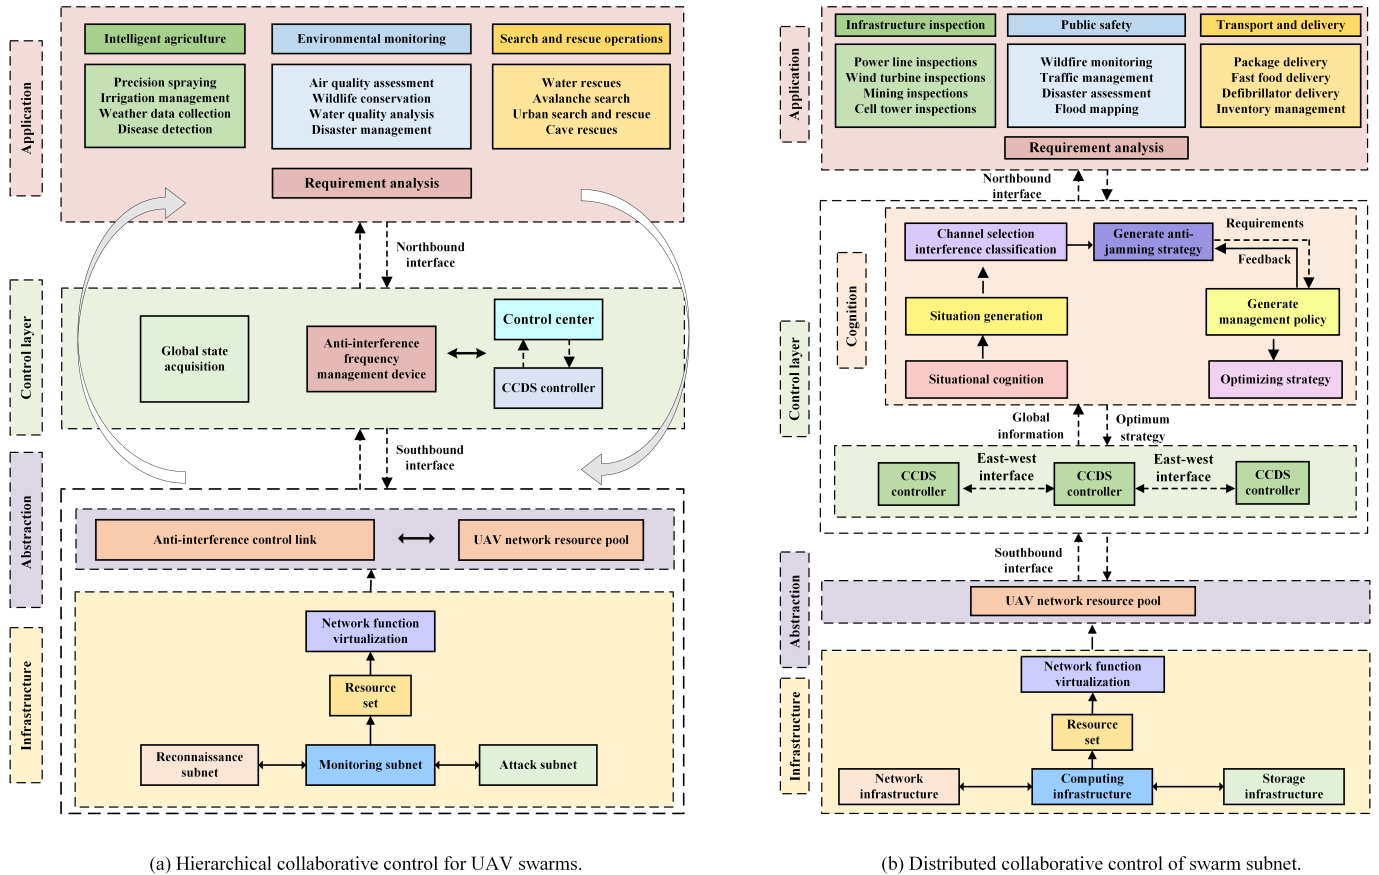 Application
Intelligent agriculture
Environmental monitoring
Search and rescue operations
Precision spraying
Irrigation management
Weather data collection
Disease detection
Air quality assessment
Wildlife conservation
Water quality analysis
Disaster management
Water rescues
Avalanche search
Urban search and rescue
Cave rescues
Requirement analysis
Northbound
interface
Control layer
Global state
acquisition
Anti-interference
frequency
management device
Control center
CCDS controller
Southbound
interface
Abstraction
Anti-interference control link
UAV network resource pool
Infrastructure
Network function
virtualization
Resource
set
Reconnaissance
subnet
Monitoring subnet
Attack subnet
(a) Hierarchical collaborative control for UAV swarms.
Application
Infrastructure inspection
Public safety
Transport and delivery
Power line inspections
Wind turbine inspections
Mining inspections
Cell tower inspections
Wildfire monitoring
Traffic management
Disaster assessment
Flood mapping
Package delivery
Fast food delivery
Defibrillator delivery
Inventory management
Requirement analysis
Northbound
interface
Control layer
Cognition
Channel selection
interference classification
Generate anti-
jamming strategy
Requirements
Feedback
Situation generation
Generate
management policy
Situational cognition
Optimizing strategy
Global
information
Optimum
strategy
CCDS
controller
East-west
interface
CCDS
controller
East-west
interface
CCDS
controller
Southbound
interface
Abstraction
UAV network resource pool
Infrastructure
Network function
virtualization
Resource
set
Network
infrastructure
Computing
infrastructure
Storage
infrastructure
(b) Distributed collaborative control of swarm subnet.